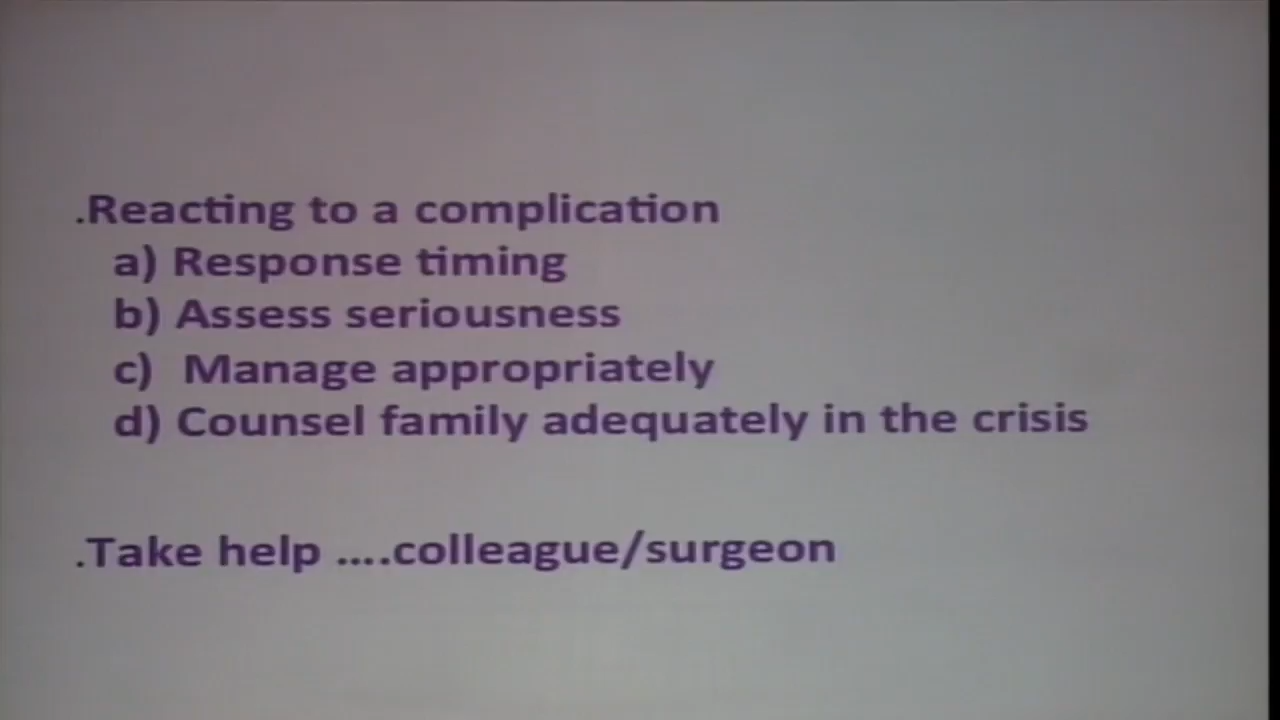 .Reacting to a complication
a) Response timing
b) Assess seriousness
c) Manage appropriately
d) Counsel family adequately in the crisis
.Take help ....colleague/surgeon